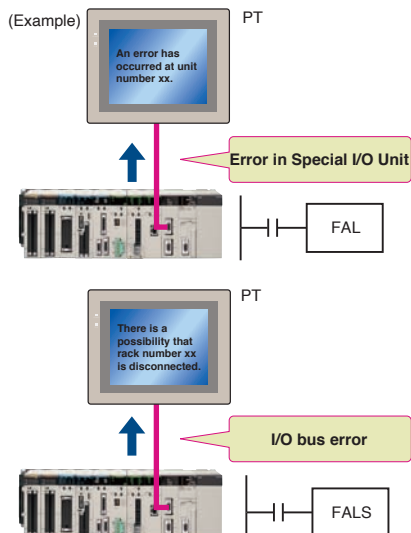 (Example)
PT
An error has
occurred at unit
number xx.
Error in Special I/O Unit
FAL
PT
There is a
possibility that
rack number xx
is disconnected.
I/O bus error
FALS